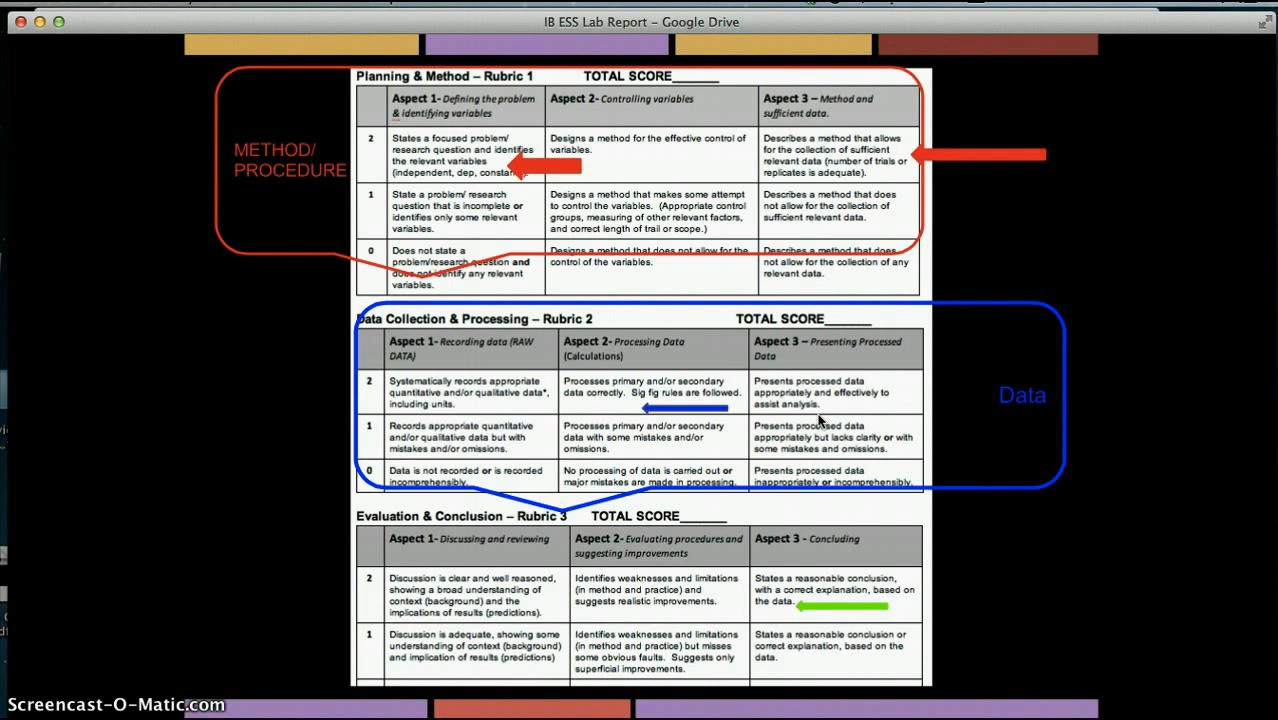 IB ESS Lab Report – Google Drive
Planning & Method – Rubric 1 TOTAL SCORE______
Aspect 1- Defining the problem
& identifying variables
Aspect 2- Controlling variables
Aspect 3 – Method and
sufficient data.
METHOD/
PROCEDURE
2
States a focused problem/
research question and identifies
the relevant variables
(independent, dep, constant).
Designs a method for the effective control of
variables.
Describes a method that allows
for the collection of sufficient
relevant data (number of trials or
replicates is adequate).
1
State a problem/ research
question that is incomplete or
identifies only some relevant
variables.
Designs a method that makes some attempt
to control the variables. (Appropriate control
groups, measuring of other relevant factors,
and correct length of trail or scope.)
Describes a method that does
not allow for the collection of
sufficient relevant data.
0
Does not state a
problem/research question and
does not identify any relevant
variables.
Designs a method that does not allow for the
control of the variables.
Describes a method that does
not allow for the collection of any
relevant data.
Data Collection & Processing – Rubric 2 TOTAL SCORE______
Aspect 1- Recording data (RAW
DATA)
Aspect 2- Processing Data
(Calculations)
Aspect 3 – Presenting Processed
Data
2
Systematically records appropriate
quantitative and/or qualitative data*,
including units.
Processes primary and/or secondary
data correctly. Sig fig rules are followed.
Presents processed data
appropriately and effectively to
assist analysis.
Data
1
Records appropriate quantitative
and/or qualitative data but with
mistakes and/or omissions.
Processes primary and/or secondary
data with some mistakes and/or
omissions.
Presents processed data
appropriately but lacks clarity or with
some mistakes and omissions.
0
Data is not recorded or is recorded
incomprehensibly.
No processing of data is carried out or
major mistakes are made in processing.
Presents processed data
inappropriately or incomprehensibly.
Evaluation & Conclusion – Rubric 3 TOTAL SCORE______
Aspect 1- Discussing and reviewing
Aspect 2- Evaluating procedures and
suggesting improvements
Aspect 3 - Concluding
2
Discussion is clear and well reasoned,
showing a broad understanding of
context (background) and the
implications of results (predictions).
Identifies weaknesses and limitations
(in method and practice) and
suggests realistic improvements.
States a reasonable conclusion,
with a correct explanation, based on
the data.
1
Discussion is adequate, showing some
understanding of context (background)
and implication of results (predictions)
Identifies weaknesses and limitations
(in method and practice) but misses
some obvious faults. Suggests only
superficial improvements.
States a reasonable conclusion or
correct explanation, based on the
data.
Screencast-O-Matic.com